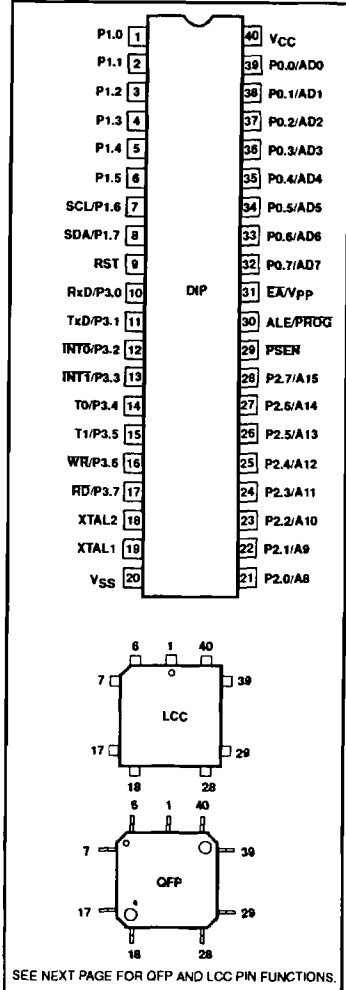 P1.0 1 40 VCC
P1.1 2 39 P0.0/AD0
P1.2 3 38 P0.1/AD1
P1.3 4 37 P0.2/AD2
P1.4 5 36 P0.3/AD3
P1.5 6 35 P0.4/AD4
SCL/P1.6 7 34 P0.5/AD5
SDA/P1.7 8 33 P0.6/AD6
RST 9 32 P0.7/AD7
RxD/P3.0 10 DIP 31 EA/VPP
TxD/P3.1 11 30 ALE/PROG
INT0/P3.2 12 29 PSEN
INT1/P3.3 13 28 P2.7/A15
T0/P3.4 14 27 P2.6/A14
T1/P3.5 15 26 P2.5/A13
WR/P3.6 16 25 P2.4/A12
RD/P3.7 17 24 P2.3/A11
XTAL2 18 23 P2.2/A10
XTAL1 19 22 P2.1/A9
VSS 20 21 P2.0/A8
6 1 40
7 39
LCC
17 29
18 28
6 1 40
7 39
QFP
17 29
18 28
SEE NEXT PAGE FOR QFP AND LCC PIN FUNCTIONS.